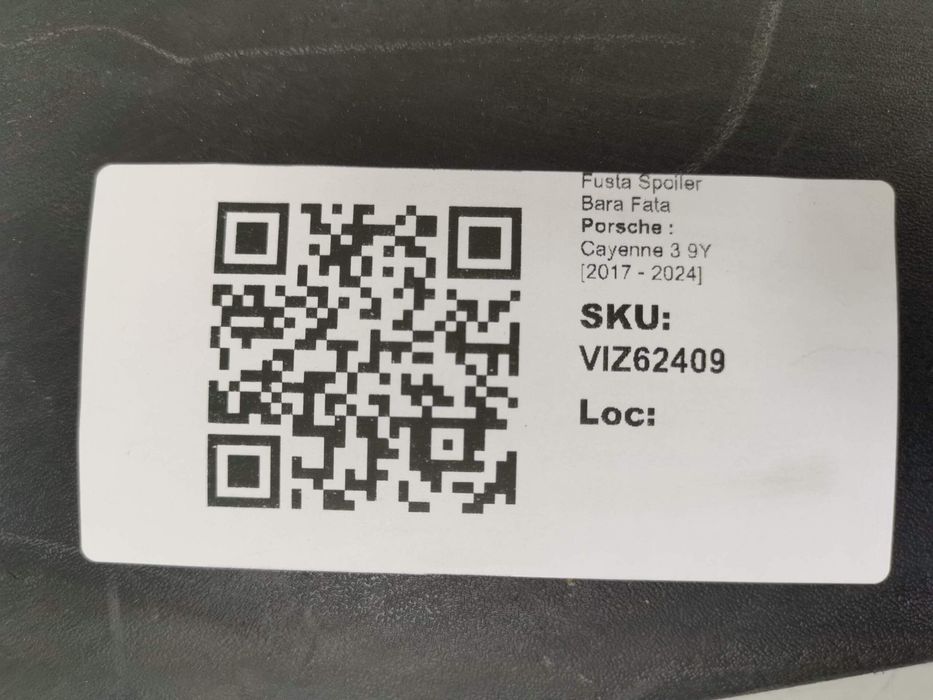 Fusta Spoiler
Bara Fata
Porsche :
Cayenne 3 9Y
[2017 - 2024]
SKU:
VIZ62409
Loc: